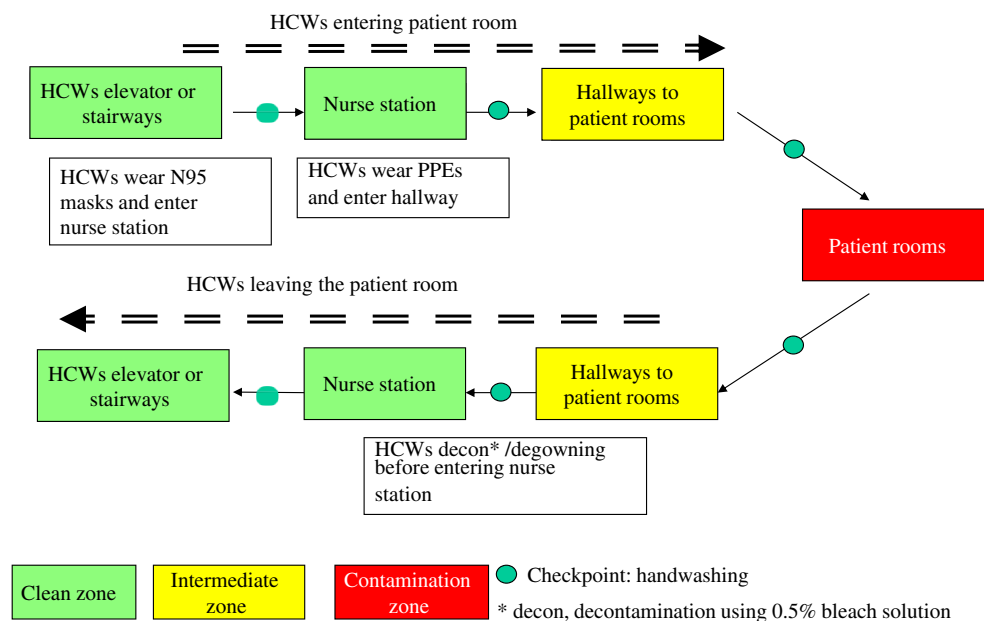 HCWs entering patient room
HCWs elevator or
stairways
Nurse station
Hallways to
patient rooms
HCWs wear N95
masks and enter
nurse station
HCWs wear PPEs
and enter hallway
Patient rooms
HCWs leaving the patient room
HCWs elevator or
stairways
Nurse station
Hallways to
patient rooms
HCWs decon* /degowning
before entering nurse
station
Clean zone
Intermediate
zone
Contamination
zone
Checkpoint: handwashing
* decon, decontamination using 0.5% bleach solution